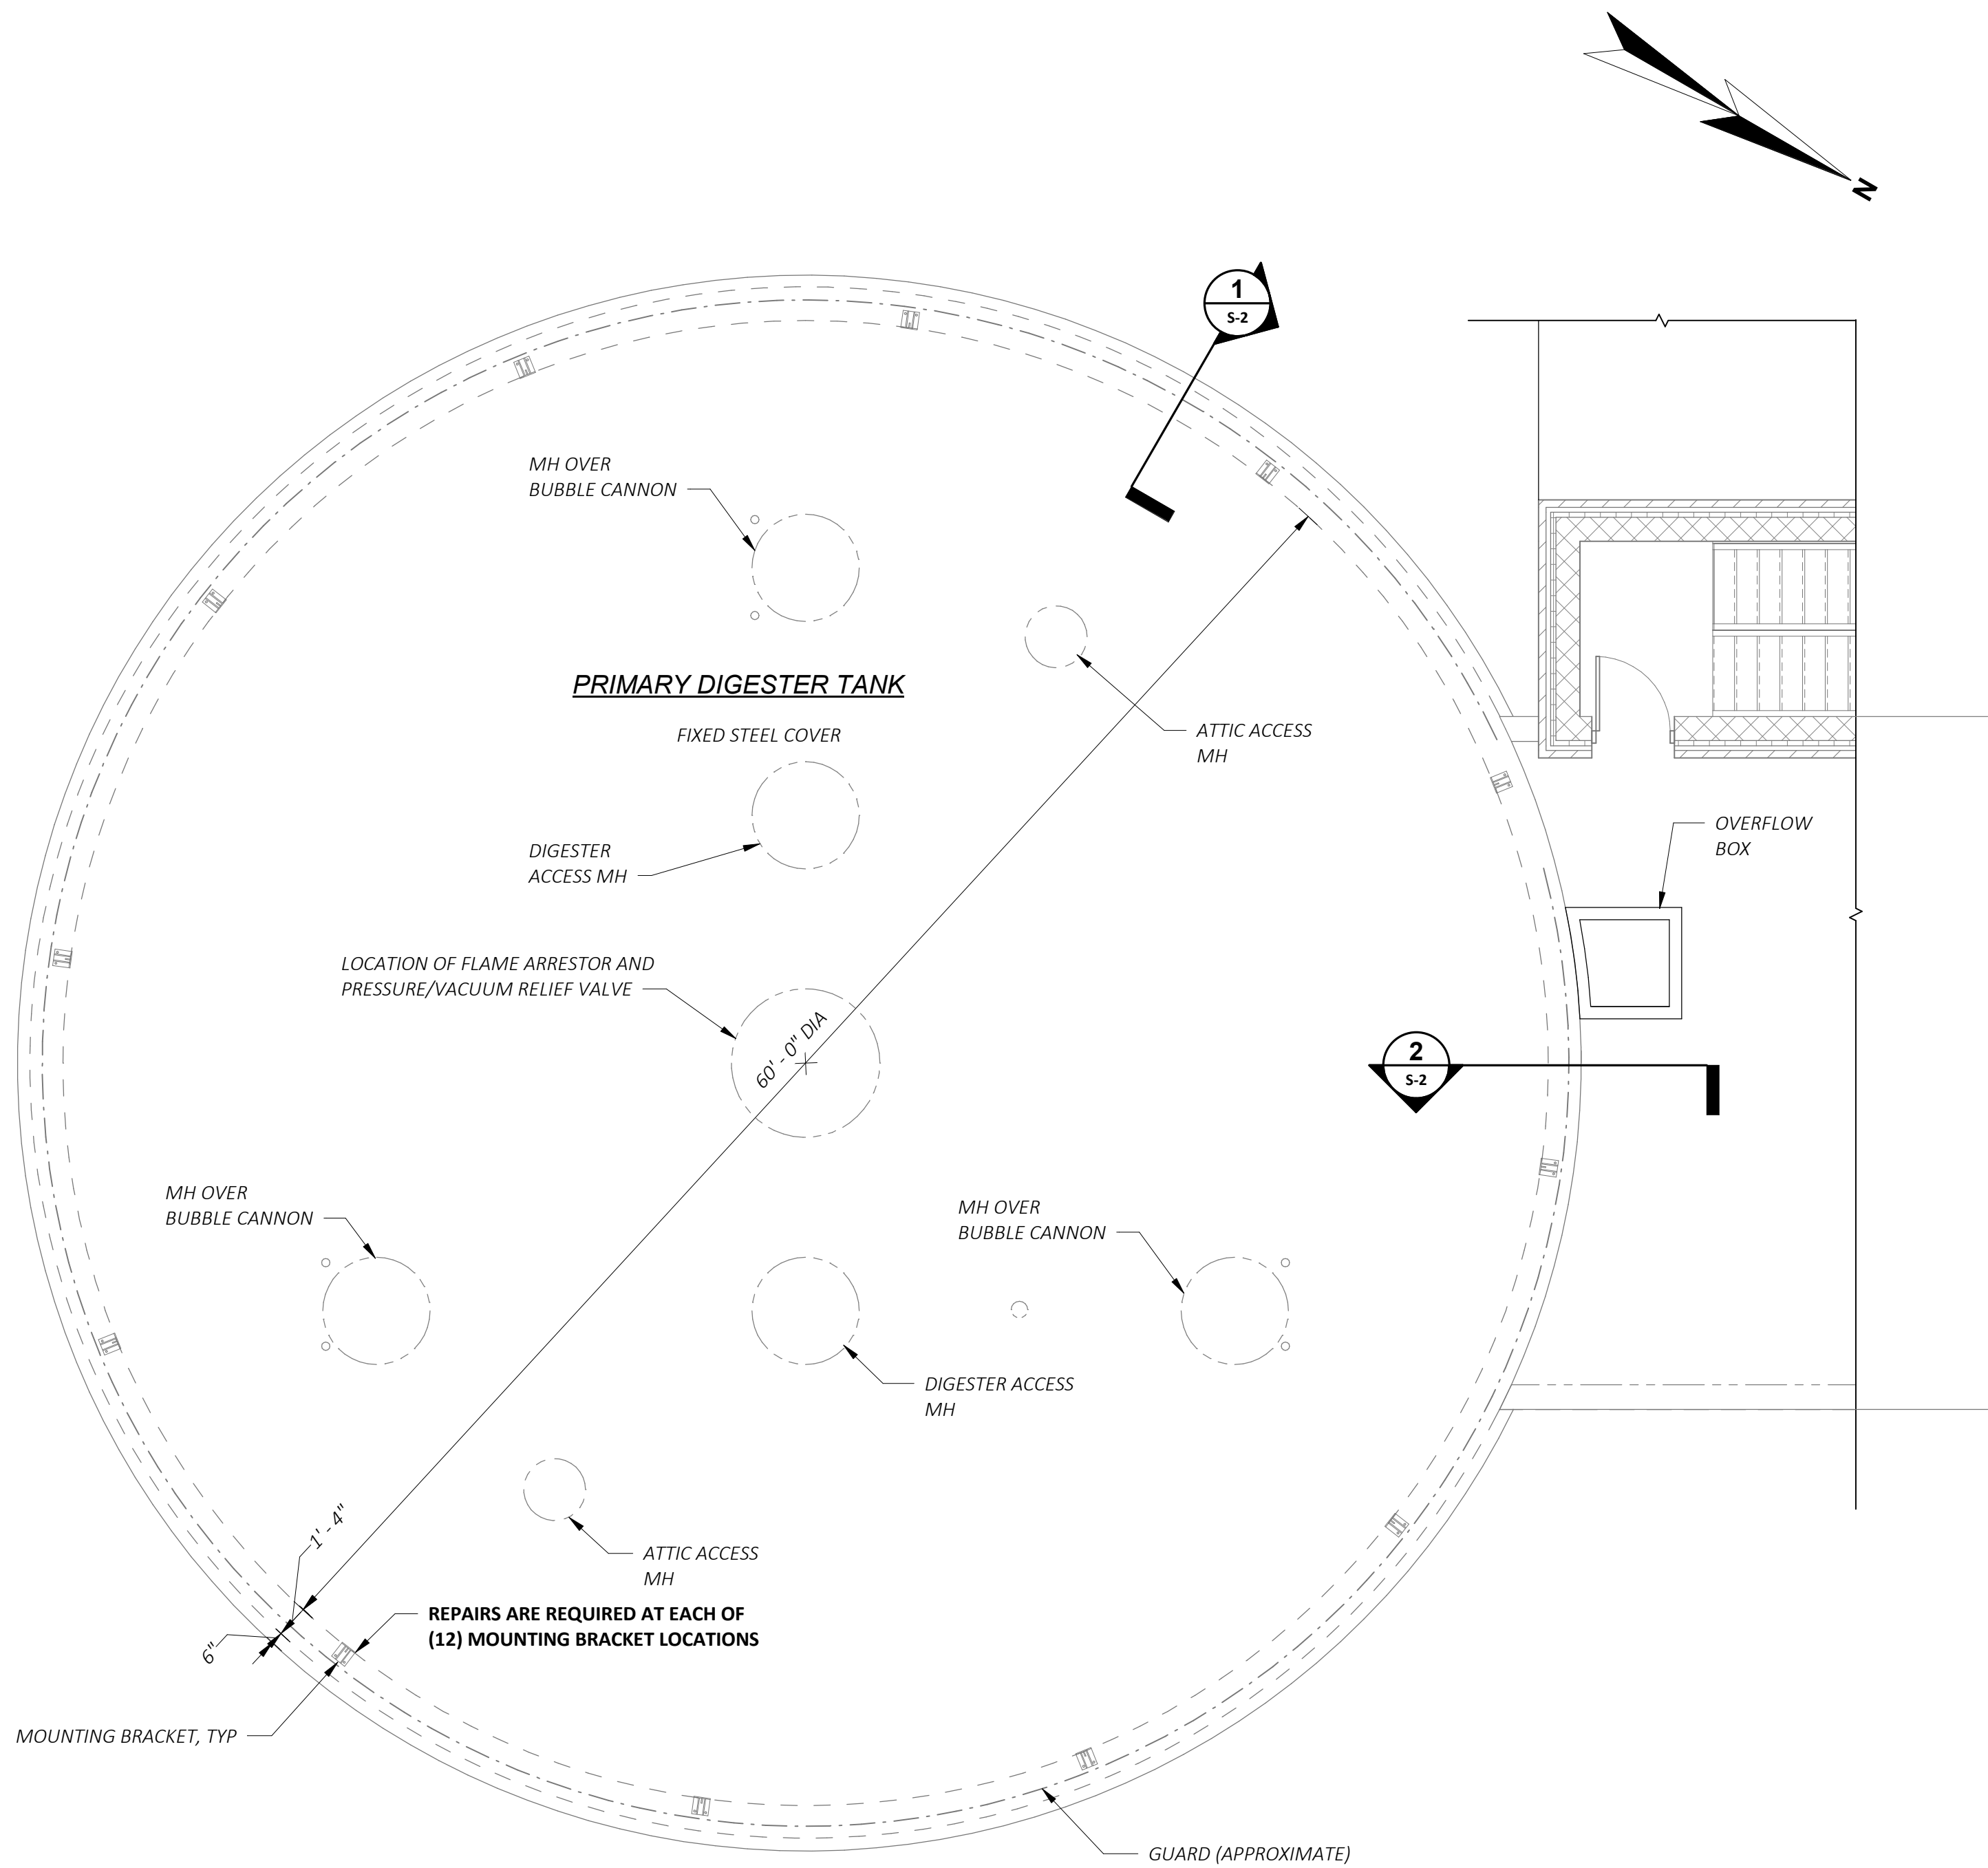 N
1
S-2
MH OVER
BUBBLE CANNON
PRIMARY DIGESTER TANK
FIXED STEEL COVER
ATTIC ACCESS
MH
OVERFLOW
BOX
DIGESTER
ACCESS MH
LOCATION OF FLAME ARRESTOR AND
PRESSURE/VACUUM RELIEF VALVE
60' - 0" DIA
2
S-2
MH OVER
BUBBLE CANNON
MH OVER
BUBBLE CANNON
DIGESTER ACCESS
MH
1' - 4"
ATTIC ACCESS
MH
REPAIRS ARE REQUIRED AT EACH OF
(12) MOUNTING BRACKET LOCATIONS
6"
MOUNTING BRACKET, TYP
GUARD (APPROXIMATE)